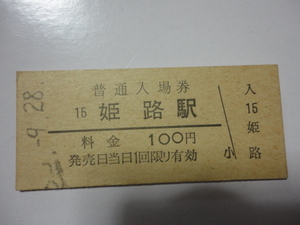 普通入場券
15 姫路駅
料金 100円
発売日当日1回限り有効
入
15
姫
路
小
9.28.